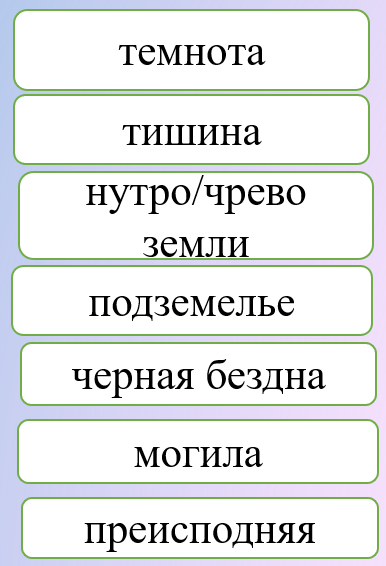 темнота
тишина
нутро/чрево
земли
подземелье
черная бездна
могила
преисподняя